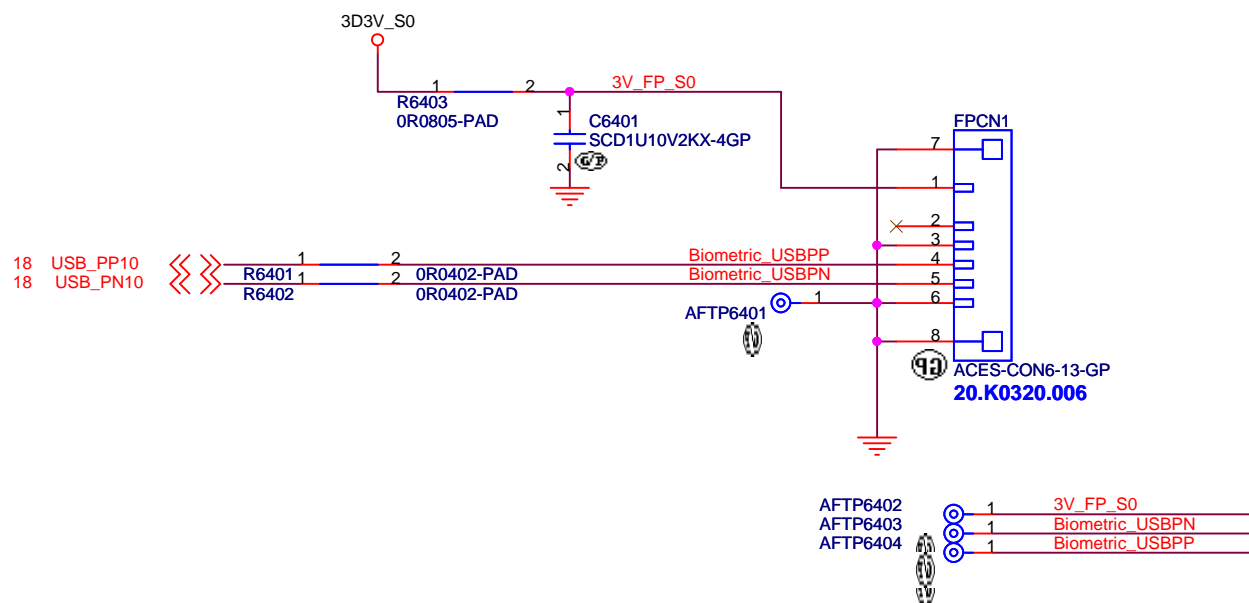 3D3V_S0
1 2 3V_FP_S0
R6403
0R0805-PAD
1
C6401
SCD1U10V2KX-4GP
2
FPCN1
7
1
2
3
18 USB_PP10 1 2 Biometric_USBPP 4
R6401 0R0402-PAD
18 USB_PN10 1 2 Biometric_USBPN 5
R6402 0R0402-PAD
AFTP6401 1 6
8
GP
ACES-CON6-13-GP
20.K0320.006
AFTP6402 1 3V_FP_S0
AFTP6403 1 Biometric_USBPN
AFTP6404 1 Biometric_USBPP